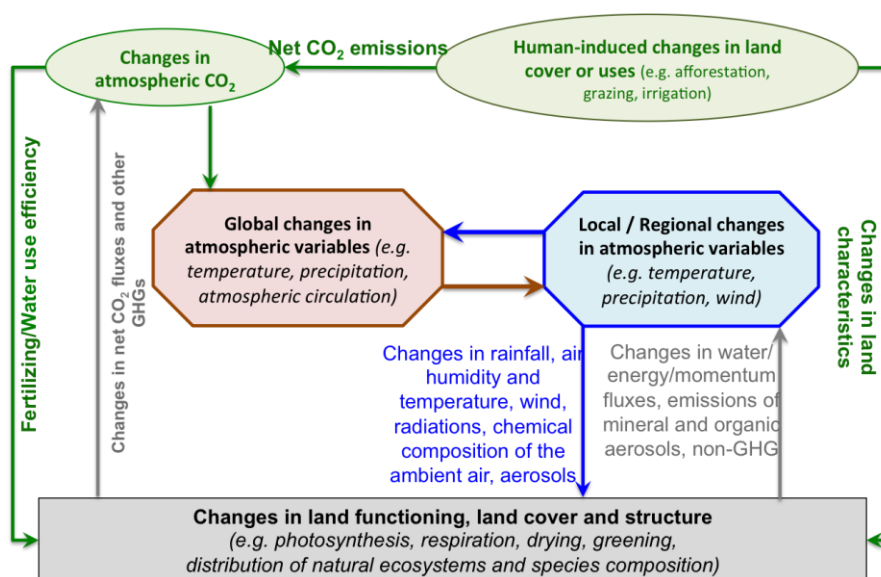 Changes in
atmospheric CO₂
Net CO₂ emissions
Human-induced changes in land
cover or uses (e.g. afforestation,
grazing, irrigation)
Fertilizing/Water use efficiency
Changes in net CO₂ fluxes and other
GHGs
Global changes in
atmospheric variables (e.g.
temperature, precipitation,
atmospheric circulation)
Local / Regional changes
in atmospheric variables
(e.g. temperature,
precipitation, wind)
Changes in land
characteristics
Changes in rainfall, air
humidity and
temperature, wind,
radiations, chemical
composition of the
ambient air, aerosols
Changes in water/
energy/momentum
fluxes, emissions of
mineral and organic
aerosols, non-GHG
Changes in land functioning, land cover and structure
(e.g. photosynthesis, respiration, drying, greening,
distribution of natural ecosystems and species composition)